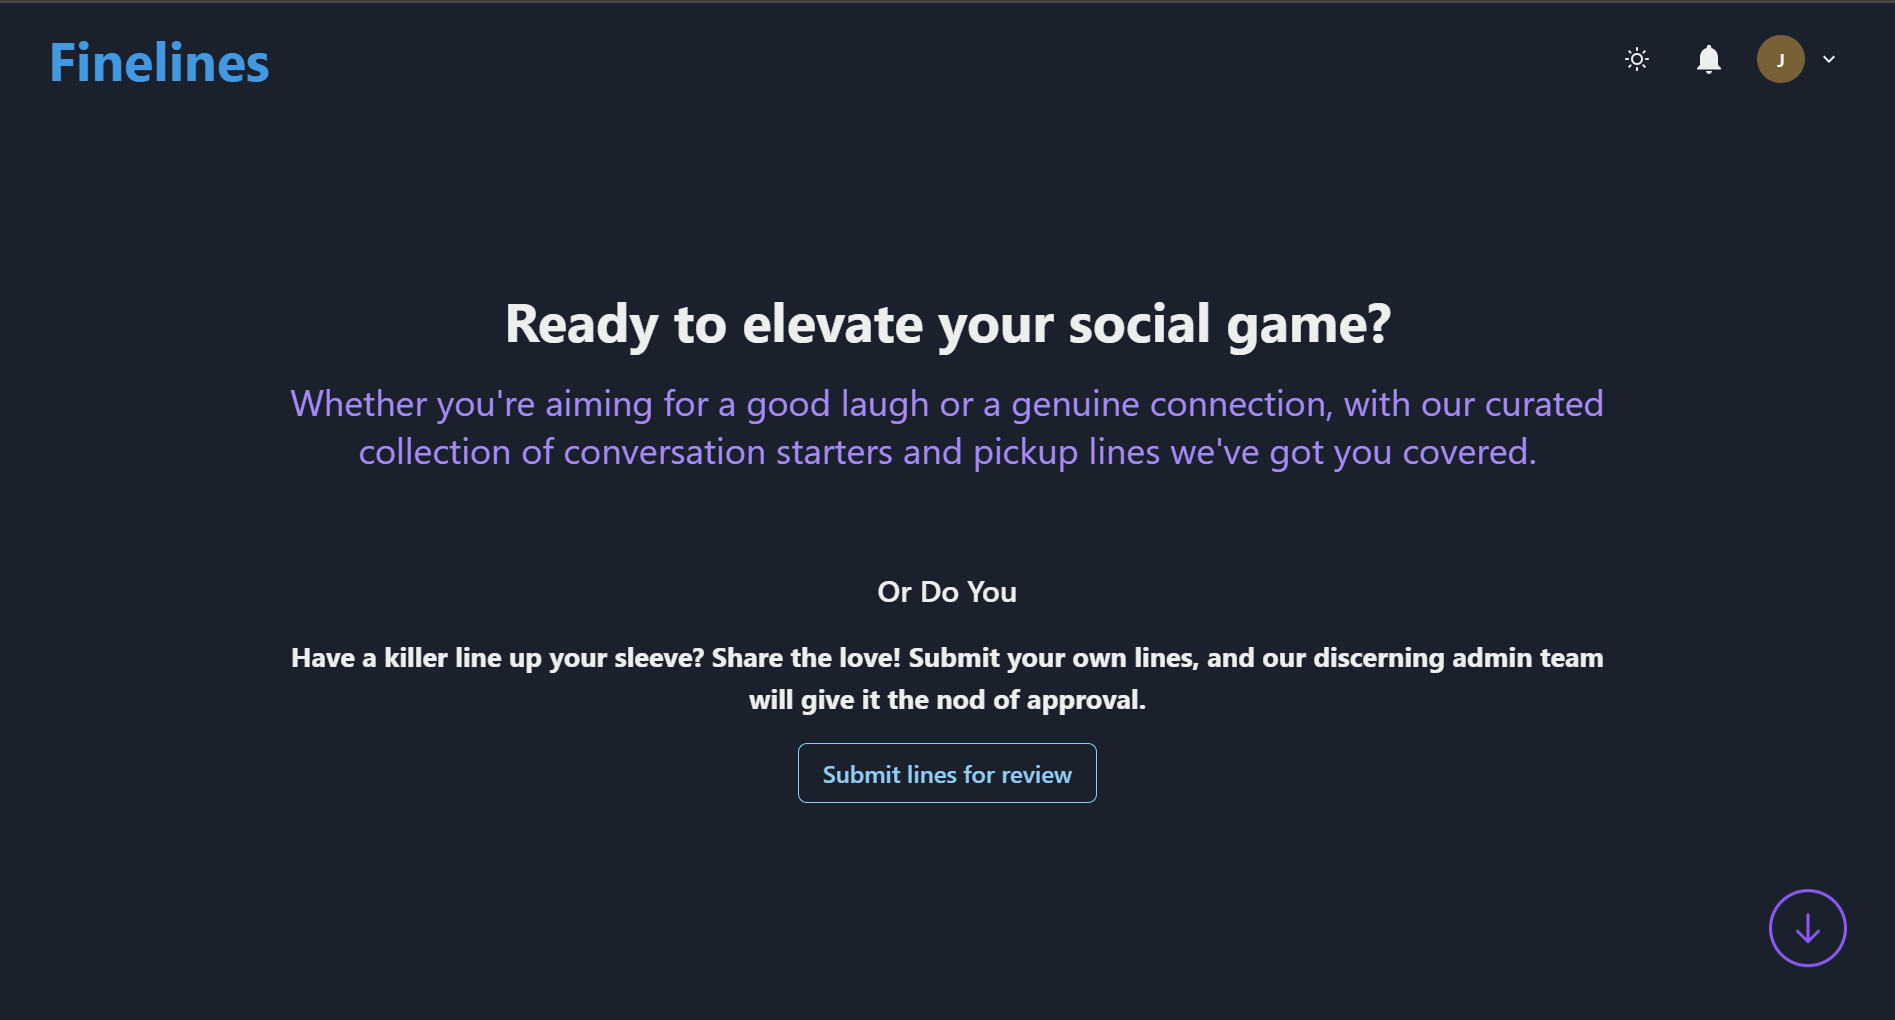 Finelines
J
Ready to elevate your social game?
Whether you're aiming for a good laugh or a genuine connection, with our curated
collection of conversation starters and pickup lines we've got you covered.
Or Do You
Have a killer line up your sleeve? Share the love! Submit your own lines, and our discerning admin team
will give it the nod of approval.
Submit lines for review